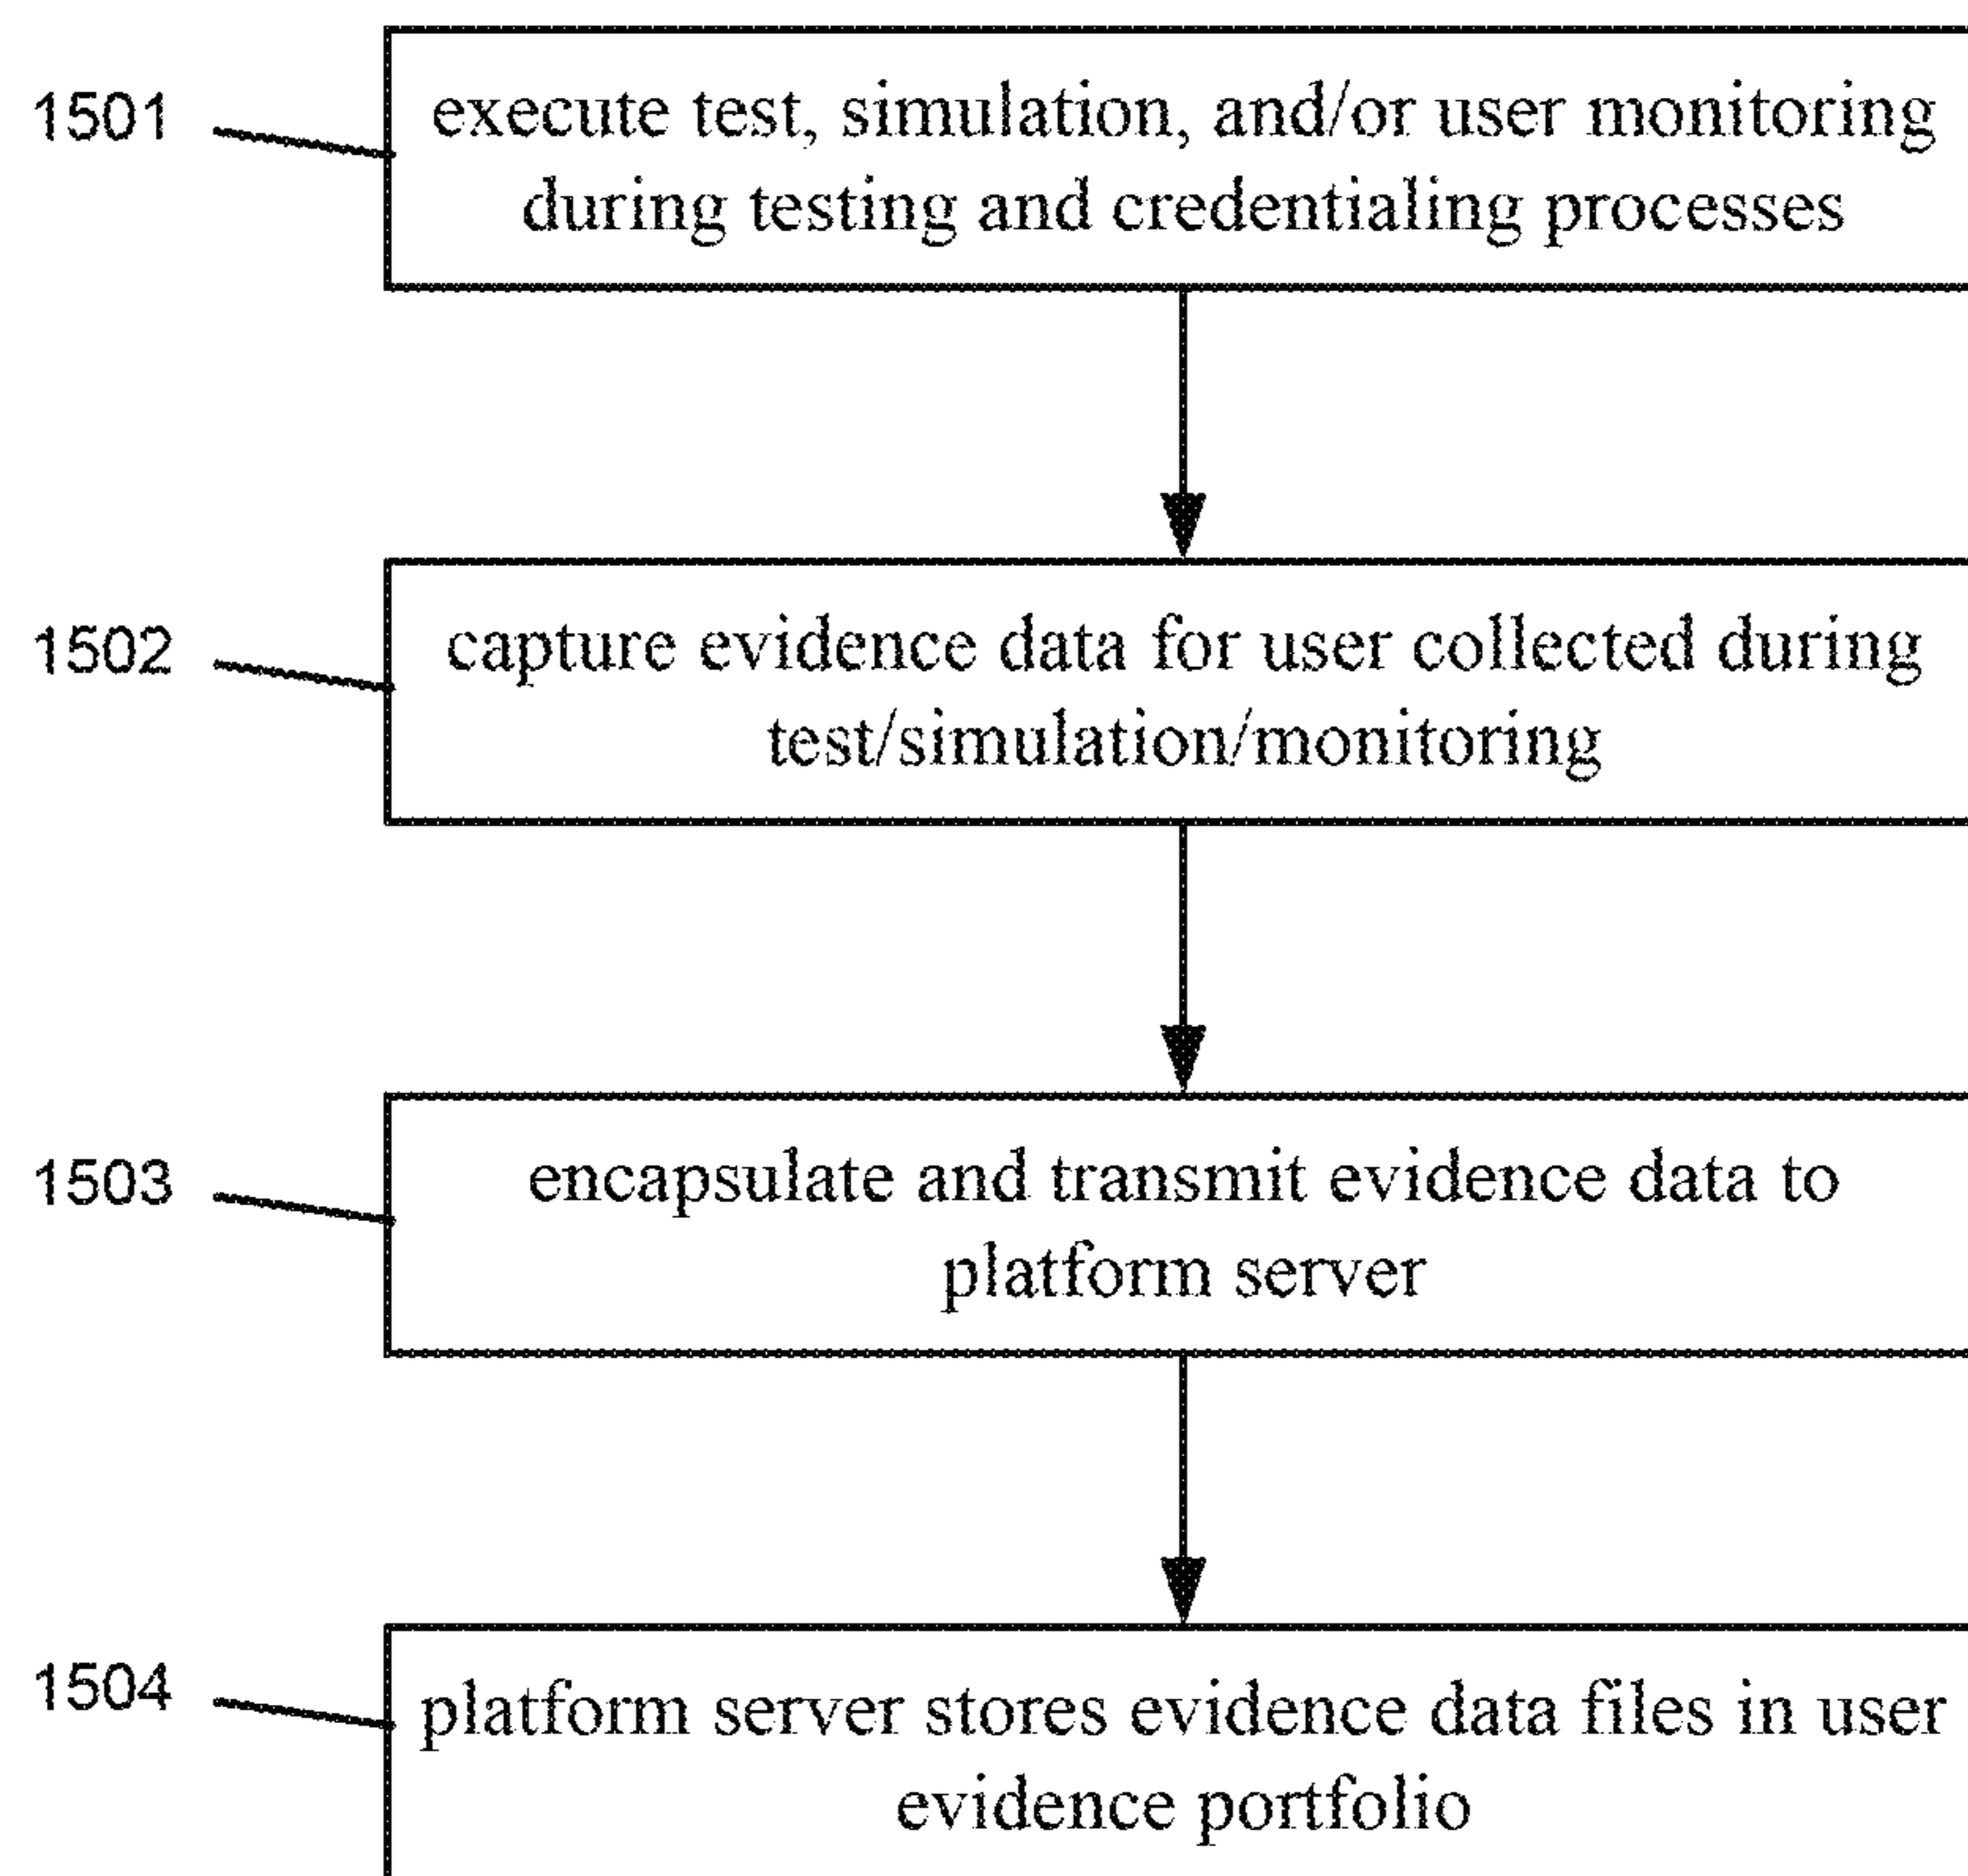 1501
execute test, simulation, and/or user monitoring
during testing and credentialing processes
1502
capture evidence data for user collected during
test/simulation/monitoring
1503
encapsulate and transmit evidence data to
platform server
1504
platform server stores evidence data files in user
evidence portfolio